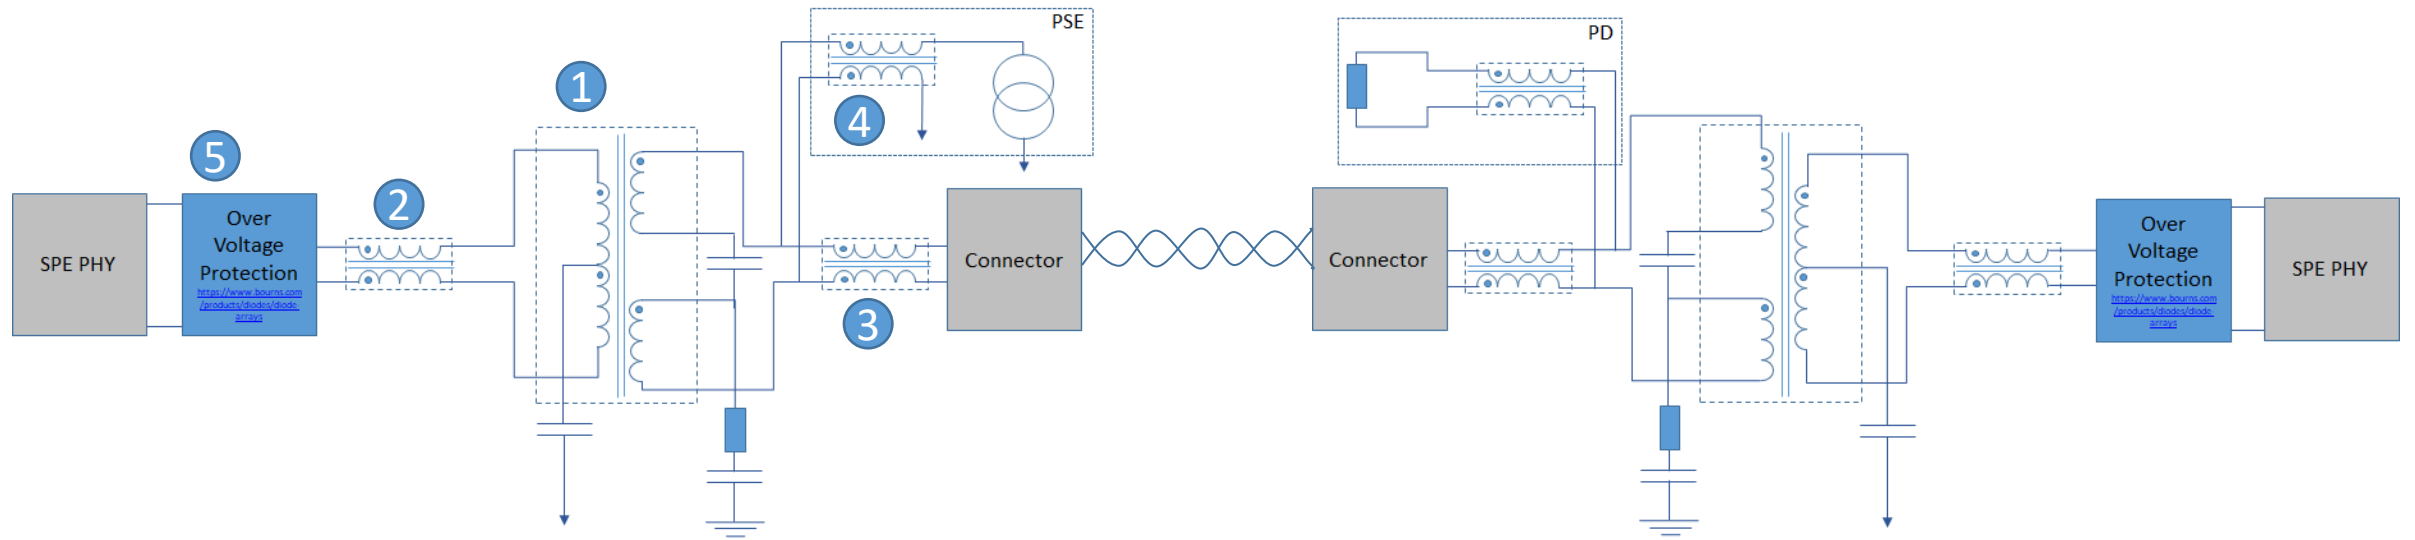 PSE
PD
1
4
5
2
3
SPE PHY
Over
Voltage
Protection
https://www.bourns.com
/products/diodes/diode-
arrays
Connector
Connector
Over
Voltage
Protection
https://www.bourns.com
/products/diodes/diode-
arrays
SPE PHY